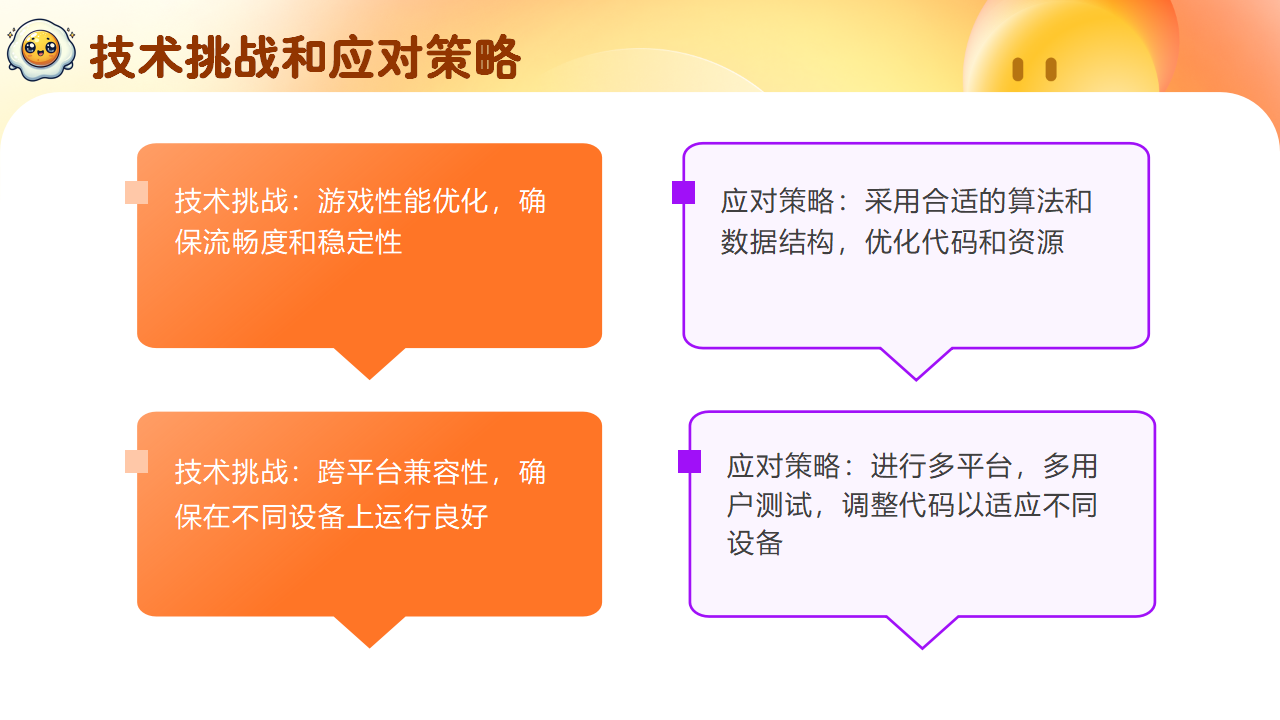 技术挑战和应对策略
技术挑战：游戏性能优化，确
保流畅度和稳定性
应对策略：采用合适的算法和
数据结构，优化代码和资源
技术挑战：跨平台兼容性，确
保在不同设备上运行良好
应对策略：进行多平台，多用
户测试，调整代码以适应不同
设备